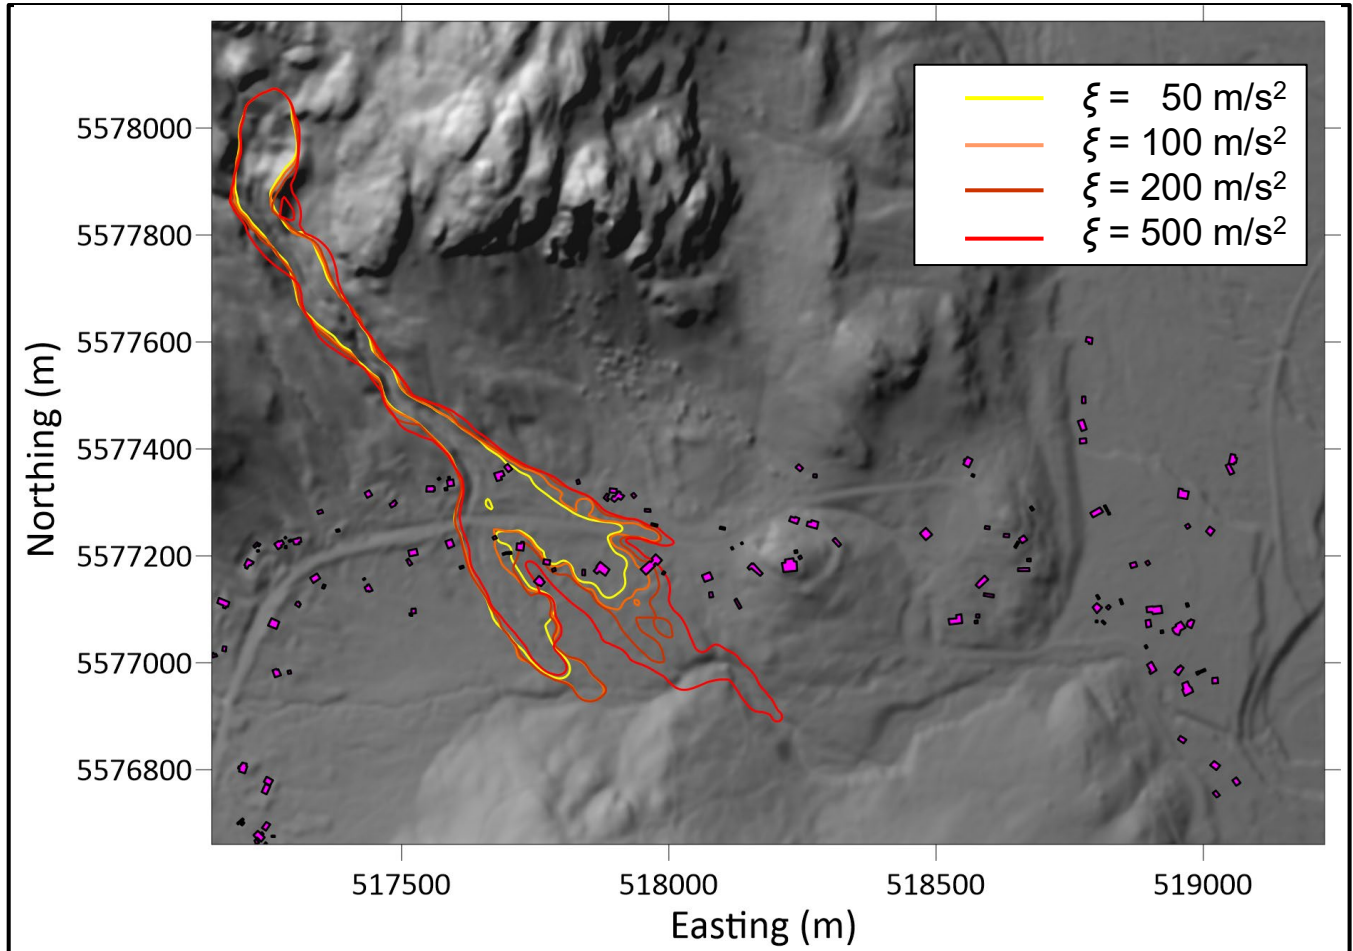 ξ = 50 m/s²
ξ = 100 m/s²
ξ = 200 m/s²
ξ = 500 m/s²
5578000
5577800
5577600
5577400
5577200
5577000
5576800
Northing (m)
517500 518000 518500 519000
Easting (m)